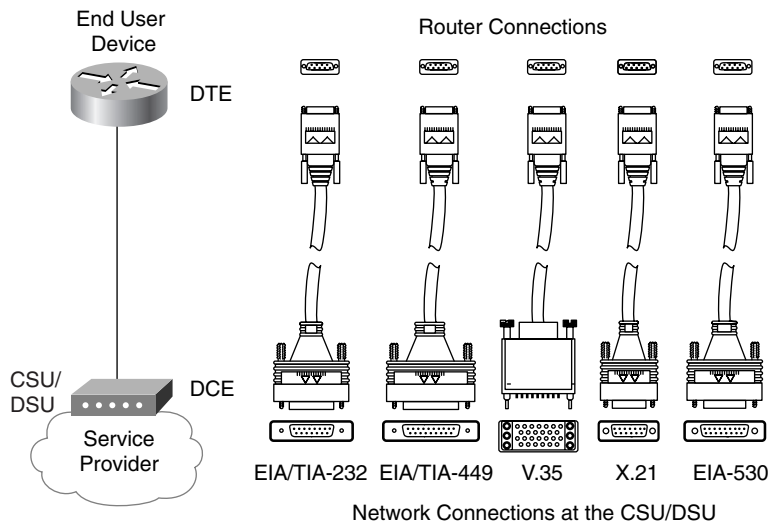 End User
Device
Router Connections
DTE
CSU/
DSU
DCE
Service
Provider
EIA/TIA-232 EIA/TIA-449 V.35 X.21 EIA-530
Network Connections at the CSU/DSU